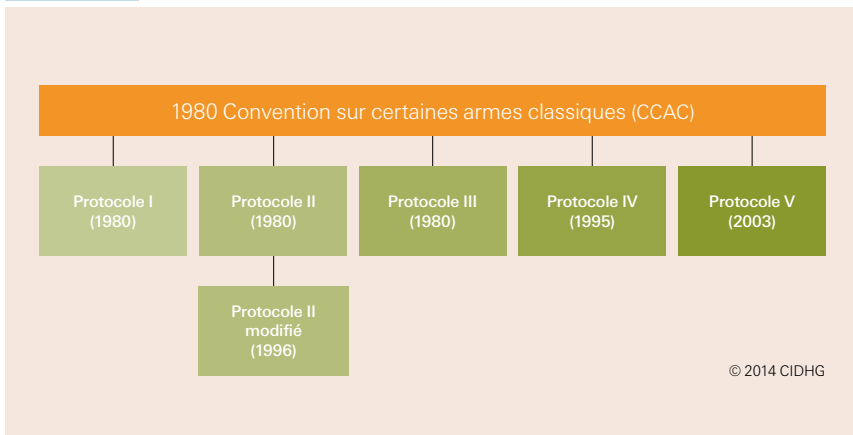 1980 Convention sur certaines armes classiques (CCAC)
Protocole I
(1980)
Protocole II
(1980)
Protocole III
(1980)
Protocole IV
(1995)
Protocole V
(2003)
Protocole II
modifié
(1996)
© 2014 CIDHG